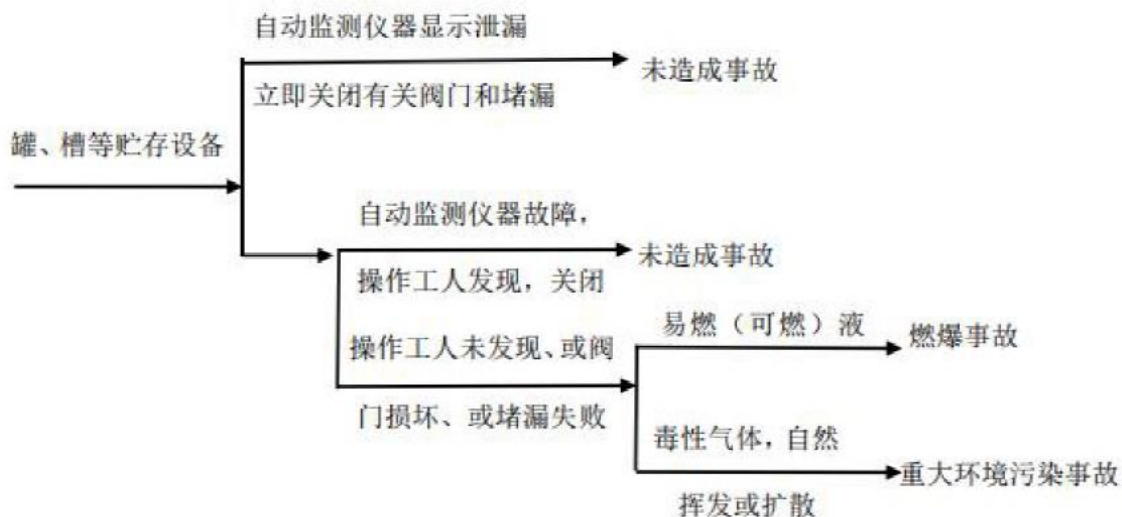 自动监测仪器显示泄漏
未造成事故
立即关闭有关阀门和堵漏
罐、槽等贮存设备
自动监测仪器故障，
未造成事故
操作工人发现，关闭
易燃（可燃）液
燃爆事故
操作工人未发现、或阀
门损坏、或堵漏失败
毒性气体，自然
重大环境污染事故
挥发或扩散